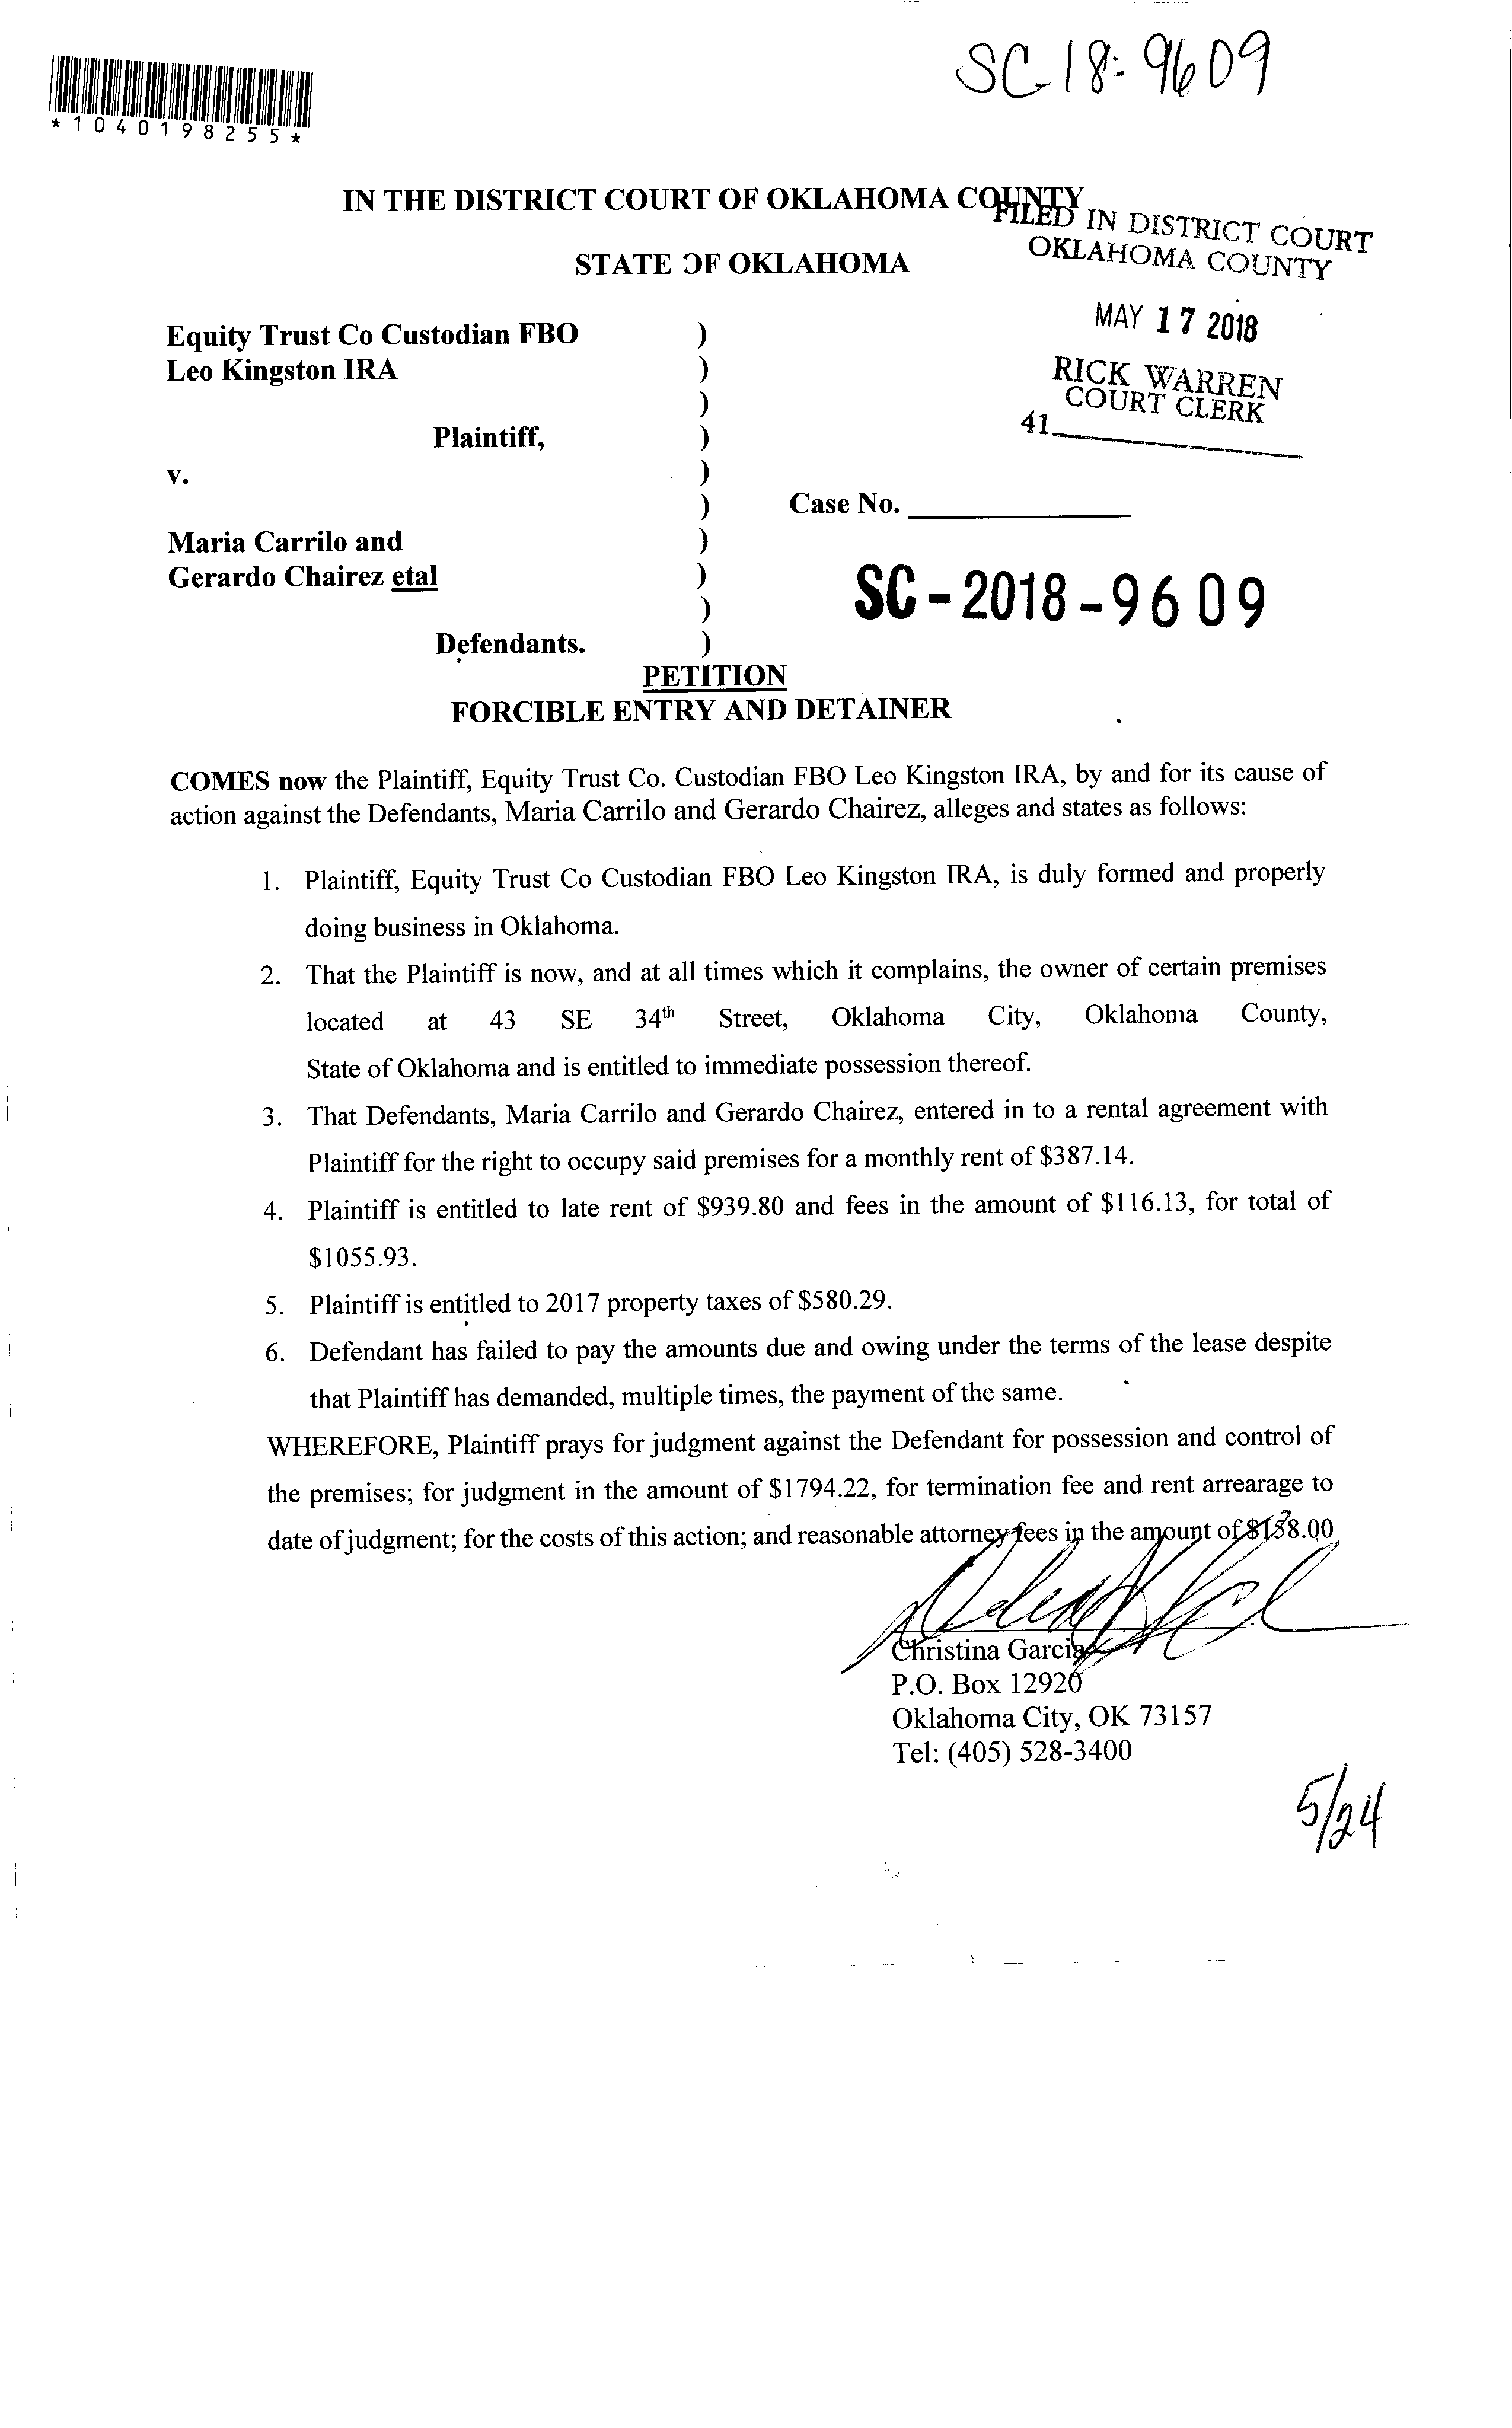 SC-18-9609
*1040198255*
IN THE DISTRICT COURT OF OKLAHOMA COUNTY
FILED IN DISTRICT COURT
OKLAHOMA COUNTY
STATE OF OKLAHOMA
MAY 17 2018
RICK WARREN
COURT CLERK
41
Equity Trust Co Custodian FBO )
Leo Kingston IRA )
)
Plaintiff, )
v. )
) Case No.
Maria Carrilo and )
Gerardo Chairez etal )
) SC-2018-9609
Defendants. )
PETITION
FORCIBLE ENTRY AND DETAINER
COMES now the Plaintiff, Equity Trust Co. Custodian FBO Leo Kingston IRA, by and for its cause of
action against the Defendants, Maria Carrilo and Gerardo Chairez, alleges and states as follows:
1. Plaintiff, Equity Trust Co Custodian FBO Leo Kingston IRA, is duly formed and properly
doing business in Oklahoma.
2. That the Plaintiff is now, and at all times which it complains, the owner of certain premises
located at 43 SE 34th Street, Oklahoma City, Oklahoma County,
State of Oklahoma and is entitled to immediate possession thereof.
3. That Defendants, Maria Carrilo and Gerardo Chairez, entered in to a rental agreement with
Plaintiff for the right to occupy said premises for a monthly rent of $387.14.
4. Plaintiff is entitled to late rent of $939.80 and fees in the amount of $116.13, for total of
$1055.93.
5. Plaintiff is entitled to 2017 property taxes of $580.29.
6. Defendant has failed to pay the amounts due and owing under the terms of the lease despite
that Plaintiff has demanded, multiple times, the payment of the same.
WHEREFORE, Plaintiff prays for judgment against the Defendant for possession and control of
the premises; for judgment in the amount of $1794.22, for termination fee and rent arrearage to
date of judgment; for the costs of this action; and reasonable attorney fees in the amount of $158.00
Christina Garcia
P.O. Box 12920
Oklahoma City, OK 73157
Tel: (405) 528-3400
5/24